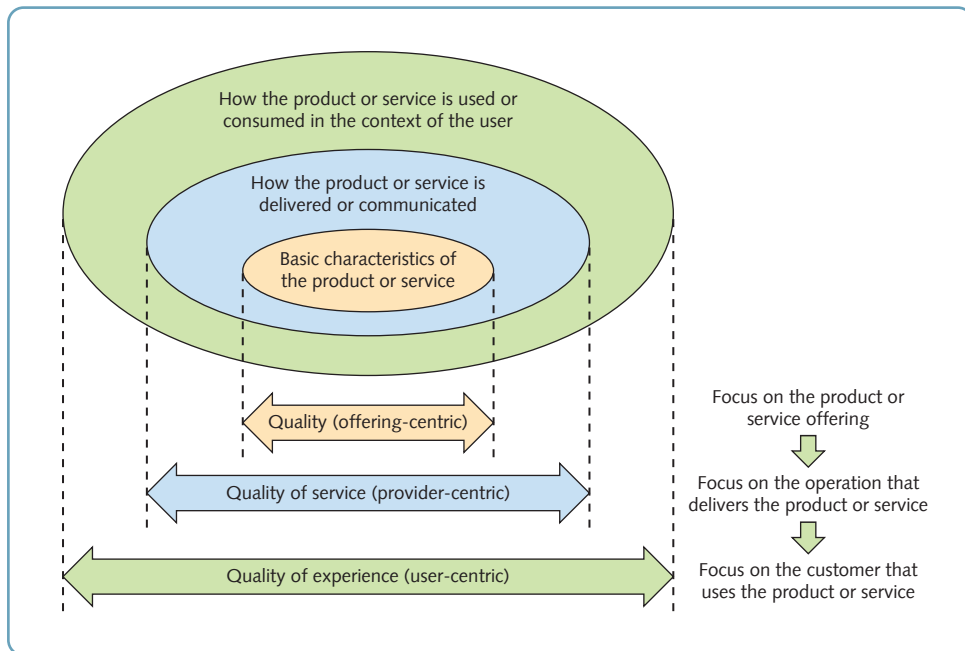 How the product or service is used or
consumed in the context of the user
How the product or service is
delivered or communicated
Basic characteristics of
the product or service
Quality (offering-centric)
Quality of service (provider-centric)
Quality of experience (user-centric)
Focus on the product or
service offering
Focus on the operation that
delivers the product or service
Focus on the customer that
uses the product or service